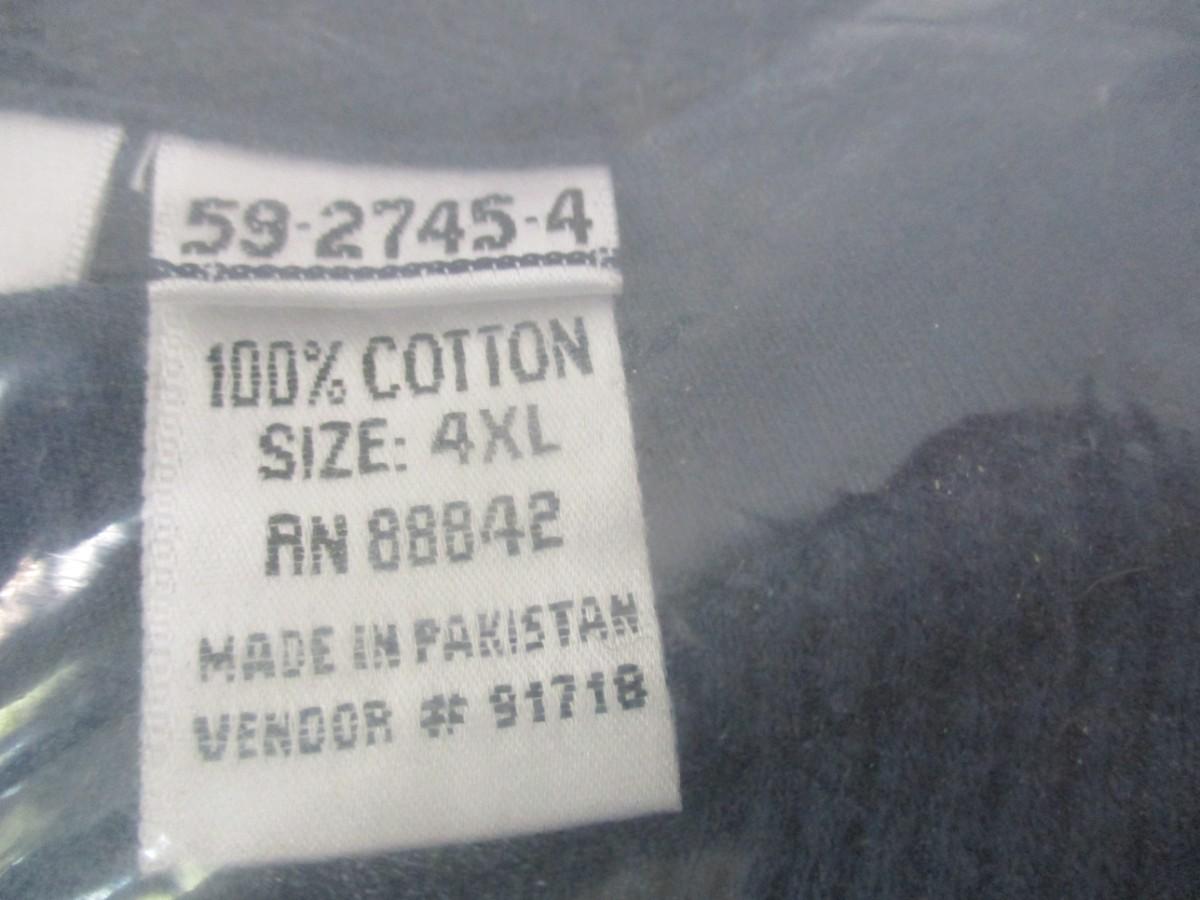 59-2745-4
100% COTTON
SIZE: 4XL
RN 88842
MADE IN PAKISTAN
VENDOR # 91718